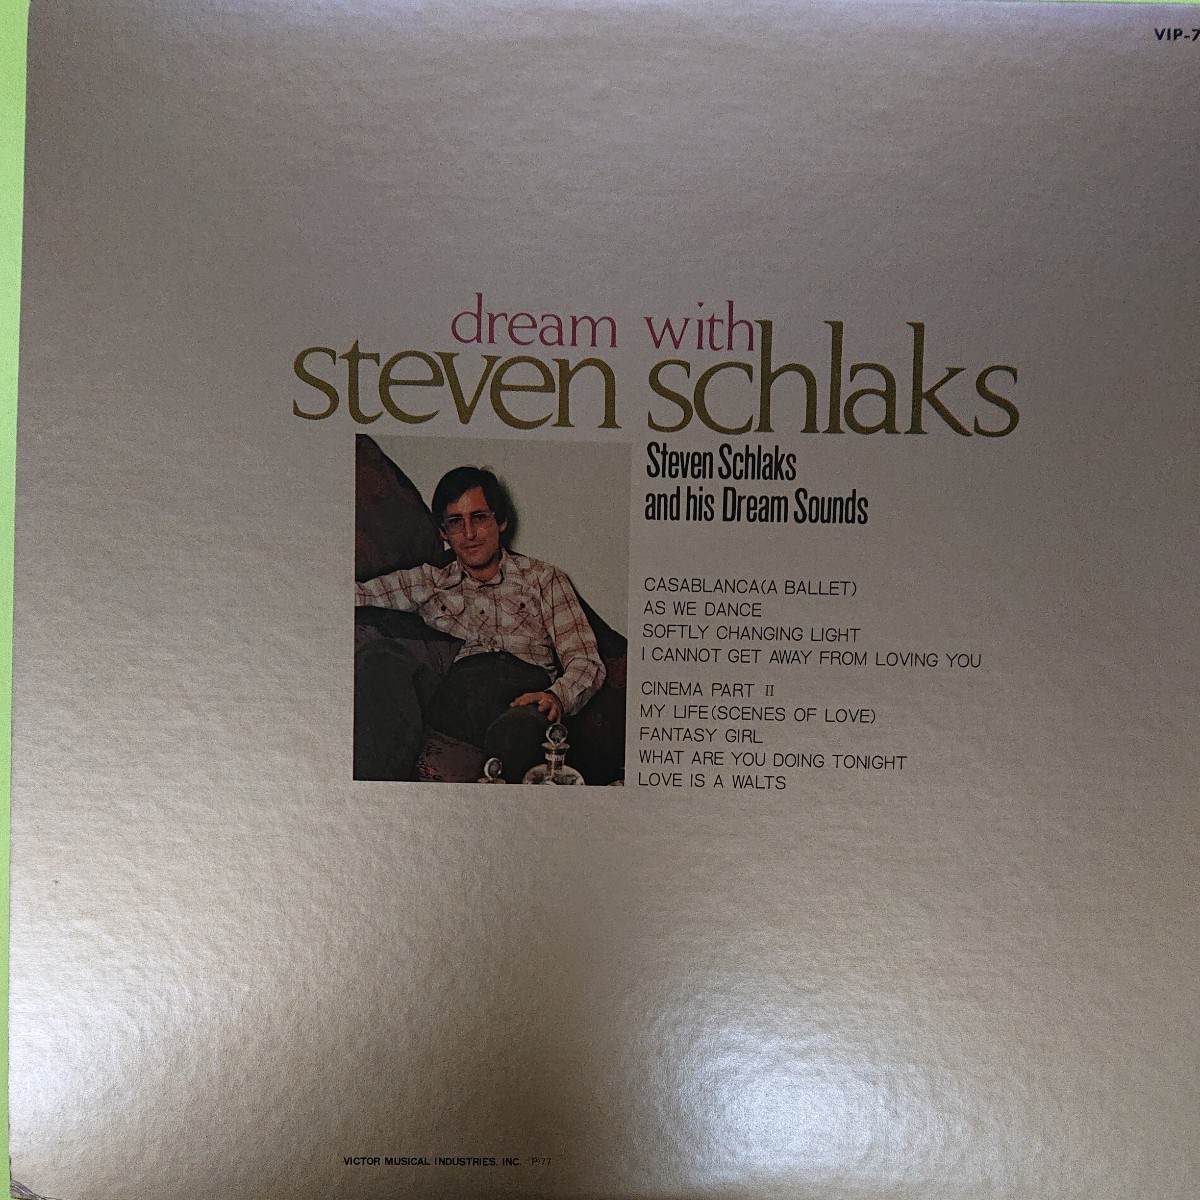 VIP-7
dream with
steven schlaks
Steven Schlaks
and his Dream Sounds
CASABLANCA(A BALLET)
AS WE DANCE
SOFTLY CHANGING LIGHT
I CANNOT GET AWAY FROM LOVING YOU
CINEMA PART II
MY LIFE(SCENES OF LOVE)
FANTASY GIRL
WHAT ARE YOU DOING TONIGHT
LOVE IS A WALTS
VICTOR MUSICAL INDUSTRIES, INC. (P)'77